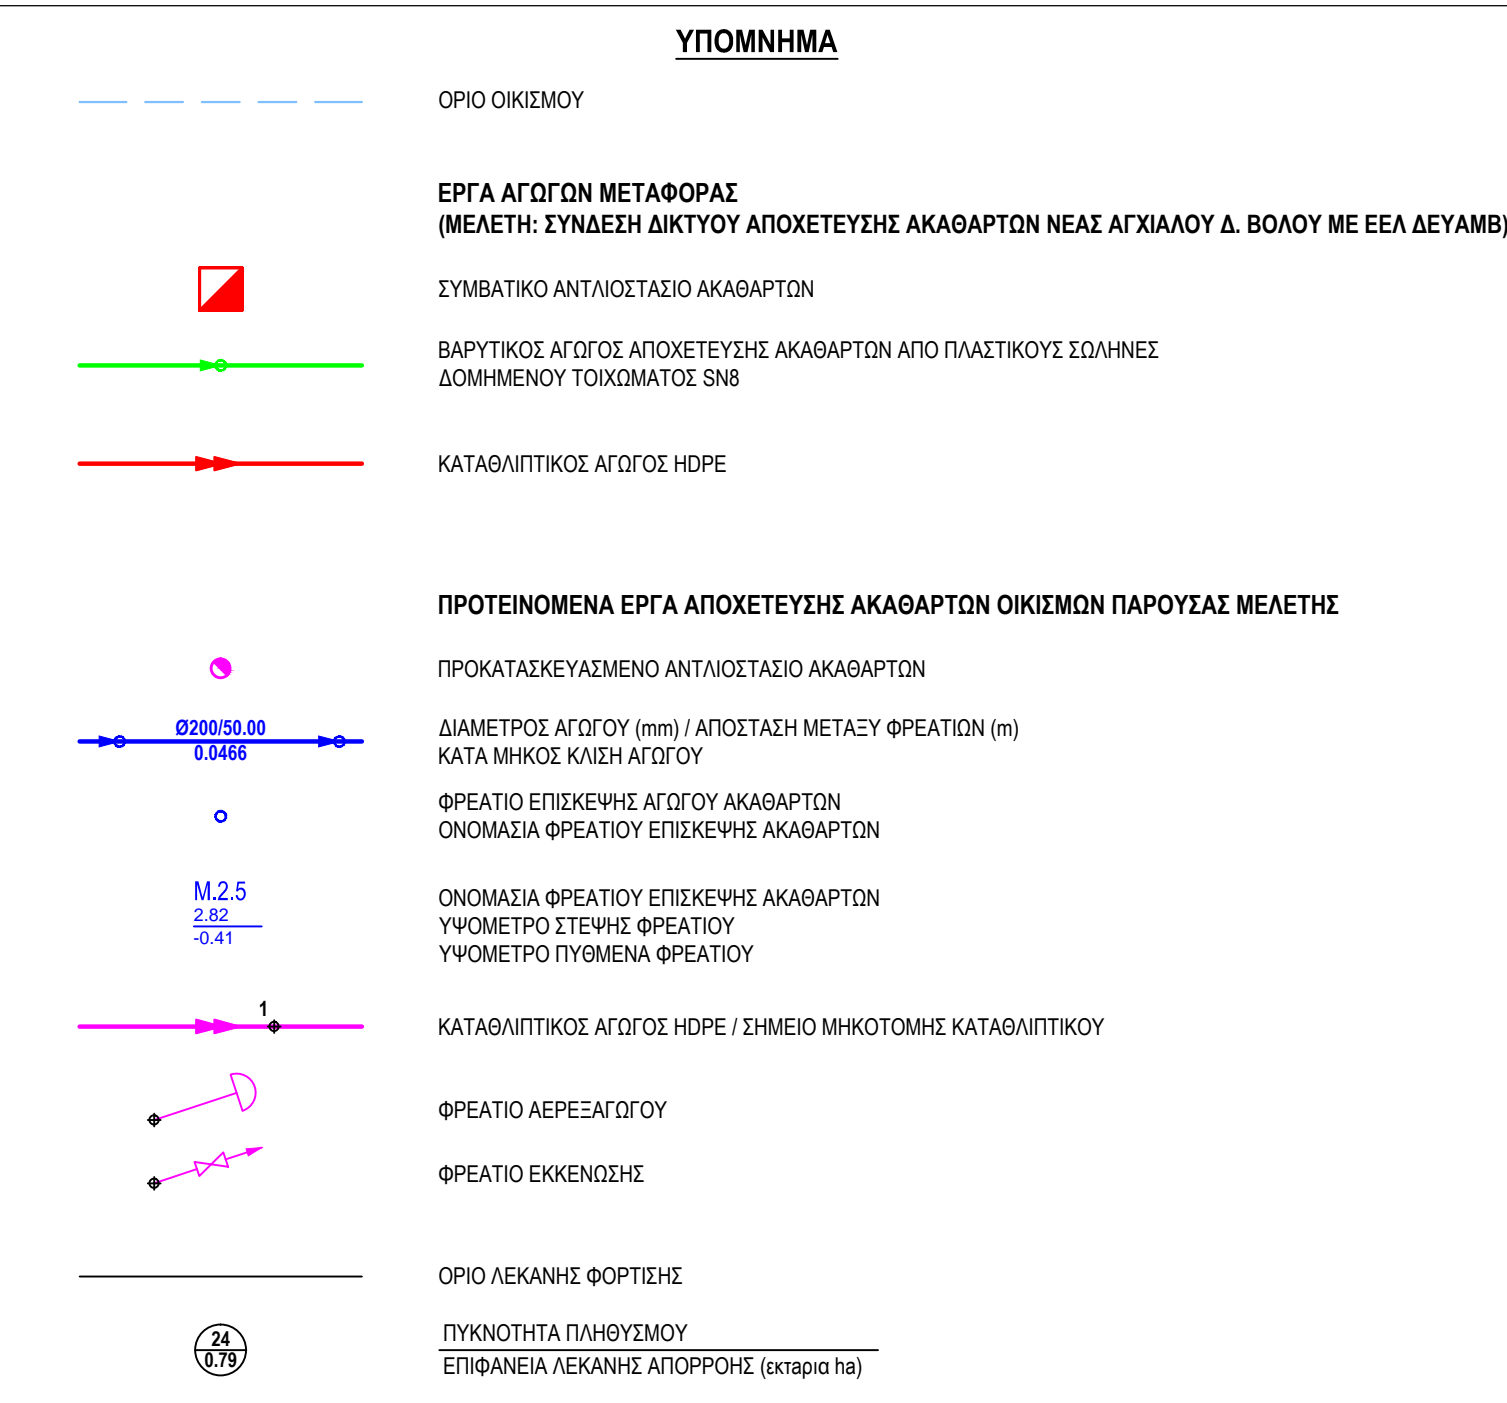 ΥΠΟΜΝΗΜΑ
ΟΡΙΟ ΟΙΚΙΣΜΟΥ
ΕΡΓΑ ΑΓΩΓΩΝ ΜΕΤΑΦΟΡΑΣ
(ΜΕΛΕΤΗ: ΣΥΝΔΕΣΗ ΔΙΚΤΥΟΥ ΑΠΟΧΕΤΕΥΣΗΣ ΑΚΑΘΑΡΤΩΝ ΝΕΑΣ ΑΓΧΙΑΛΟΥ Δ. ΒΟΛΟΥ ΜΕ ΕΕΛ ΔΕΥΑΜΒ)
ΣΥΜΒΑΤΙΚΟ ΑΝΤΛΙΟΣΤΑΣΙΟ ΑΚΑΘΑΡΤΩΝ
ΒΑΡΥΤΙΚΟΣ ΑΓΩΓΟΣ ΑΠΟΧΕΤΕΥΣΗΣ ΑΚΑΘΑΡΤΩΝ ΑΠΟ ΠΛΑΣΤΙΚΟΥΣ ΣΩΛΗΝΕΣ
ΔΟΜΗΜΕΝΟΥ ΤΟΙΧΩΜΑΤΟΣ SN8
ΚΑΤΑΘΛΙΠΤΙΚΟΣ ΑΓΩΓΟΣ HDPE
ΠΡΟΤΕΙΝΟΜΕΝΑ ΕΡΓΑ ΑΠΟΧΕΤΕΥΣΗΣ ΑΚΑΘΑΡΤΩΝ ΟΙΚΙΣΜΩΝ ΠΑΡΟΥΣΑΣ ΜΕΛΕΤΗΣ
ΠΡΟΚΑΤΑΣΚΕΥΑΣΜΕΝΟ ΑΝΤΛΙΟΣΤΑΣΙΟ ΑΚΑΘΑΡΤΩΝ
Ø200/50.00
0.0466
ΔΙΑΜΕΤΡΟΣ ΑΓΩΓΟΥ (mm) / ΑΠΟΣΤΑΣΗ ΜΕΤΑΞΥ ΦΡΕΑΤΙΩΝ (m)
ΚΑΤΑ ΜΗΚΟΣ ΚΛΙΣΗ ΑΓΩΓΟΥ
ΦΡΕΑΤΙΟ ΕΠΙΣΚΕΨΗΣ ΑΓΩΓΟΥ ΑΚΑΘΑΡΤΩΝ
ΟΝΟΜΑΣΙΑ ΦΡΕΑΤΙΟΥ ΕΠΙΣΚΕΨΗΣ ΑΚΑΘΑΡΤΩΝ
Μ.2.5
2.82
-0.41
ΟΝΟΜΑΣΙΑ ΦΡΕΑΤΙΟΥ ΕΠΙΣΚΕΨΗΣ ΑΚΑΘΑΡΤΩΝ
ΥΨΟΜΕΤΡΟ ΣΤΕΨΗΣ ΦΡΕΑΤΙΟΥ
ΥΨΟΜΕΤΡΟ ΠΥΘΜΕΝΑ ΦΡΕΑΤΙΟΥ
1
ΚΑΤΑΘΛΙΠΤΙΚΟΣ ΑΓΩΓΟΣ HDPE / ΣΗΜΕΙΟ ΜΗΚΟΤΟΜΗΣ ΚΑΤΑΘΛΙΠΤΙΚΟΥ
ΦΡΕΑΤΙΟ ΑΕΡΕΞΑΓΩΓΟΥ
ΦΡΕΑΤΙΟ ΕΚΚΕΝΩΣΗΣ
ΟΡΙΟ ΛΕΚΑΝΗΣ ΦΟΡΤΙΣΗΣ
24
0.79
ΠΥΚΝΟΤΗΤΑ ΠΛΗΘΥΣΜΟΥ
ΕΠΙΦΑΝΕΙΑ ΛΕΚΑΝΗΣ ΑΠΟΡΡΟΗΣ (εκταρια ha)